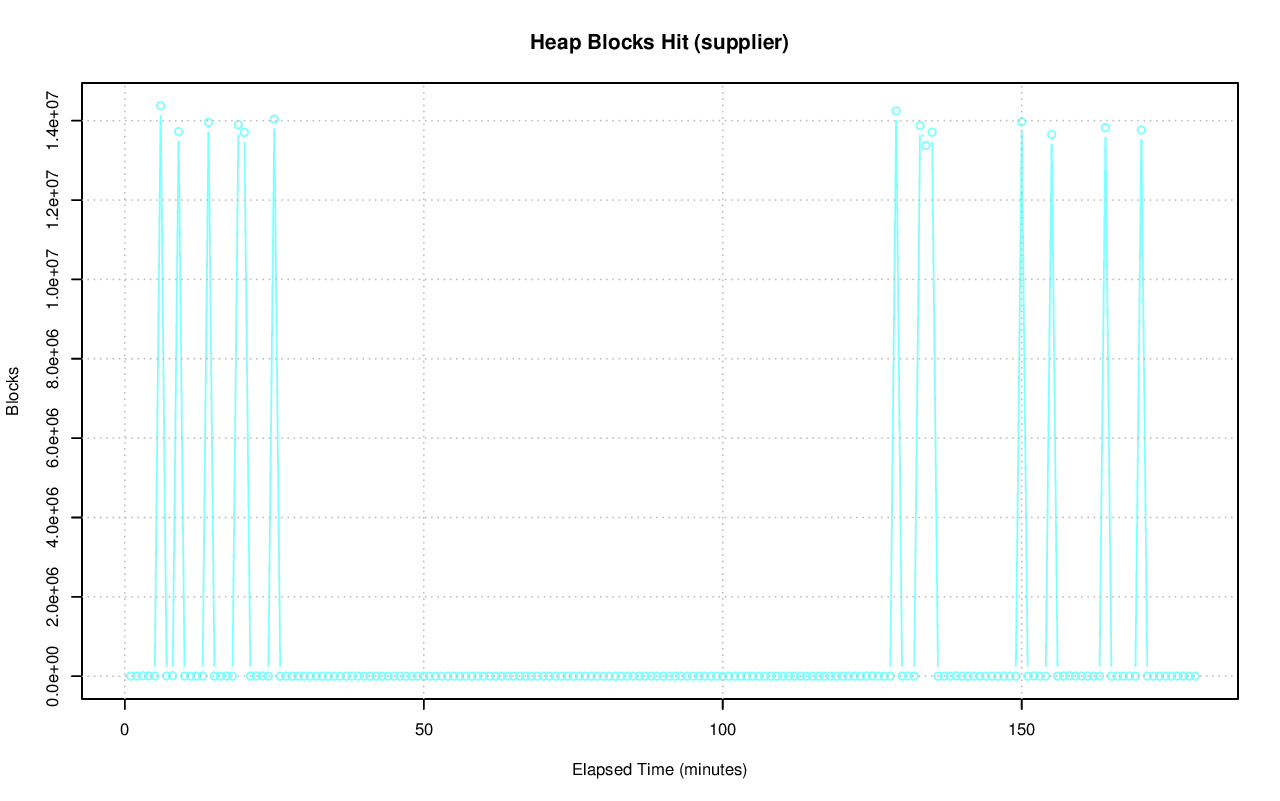 Heap Blocks Hit (supplier)
1.4e+07
1.2e+07
1.0e+07
8.0e+06
6.0e+06
4.0e+06
2.0e+06
0.0e+00
Blocks
0 50 100 150
Elapsed Time (minutes)